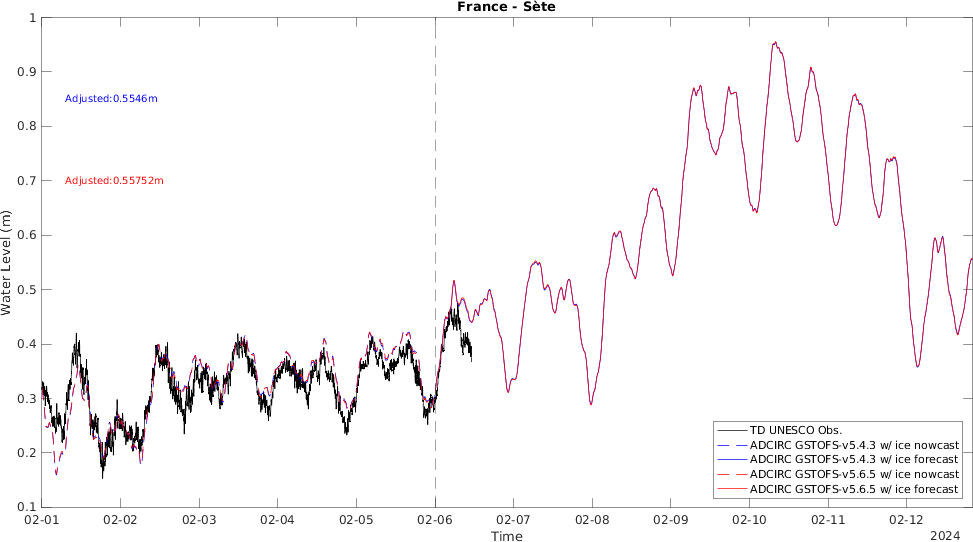 France - Sète
Water Level (m)
1
0.9
0.8
0.7
0.6
0.5
0.4
0.3
0.2
0.1
Adjusted:0.5546m
Adjusted:0.55752m
TD UNESCO Obs.
ADCIRC GSTOFS-v5.4.3 w/ ice nowcast
ADCIRC GSTOFS-v5.4.3 w/ ice forecast
ADCIRC GSTOFS-v5.6.5 w/ ice nowcast
ADCIRC GSTOFS-v5.6.5 w/ ice forecast
02-01 02-02 02-03 02-04 02-05 02-06 02-07 02-08 02-09 02-10 02-11 02-12
Time
2024